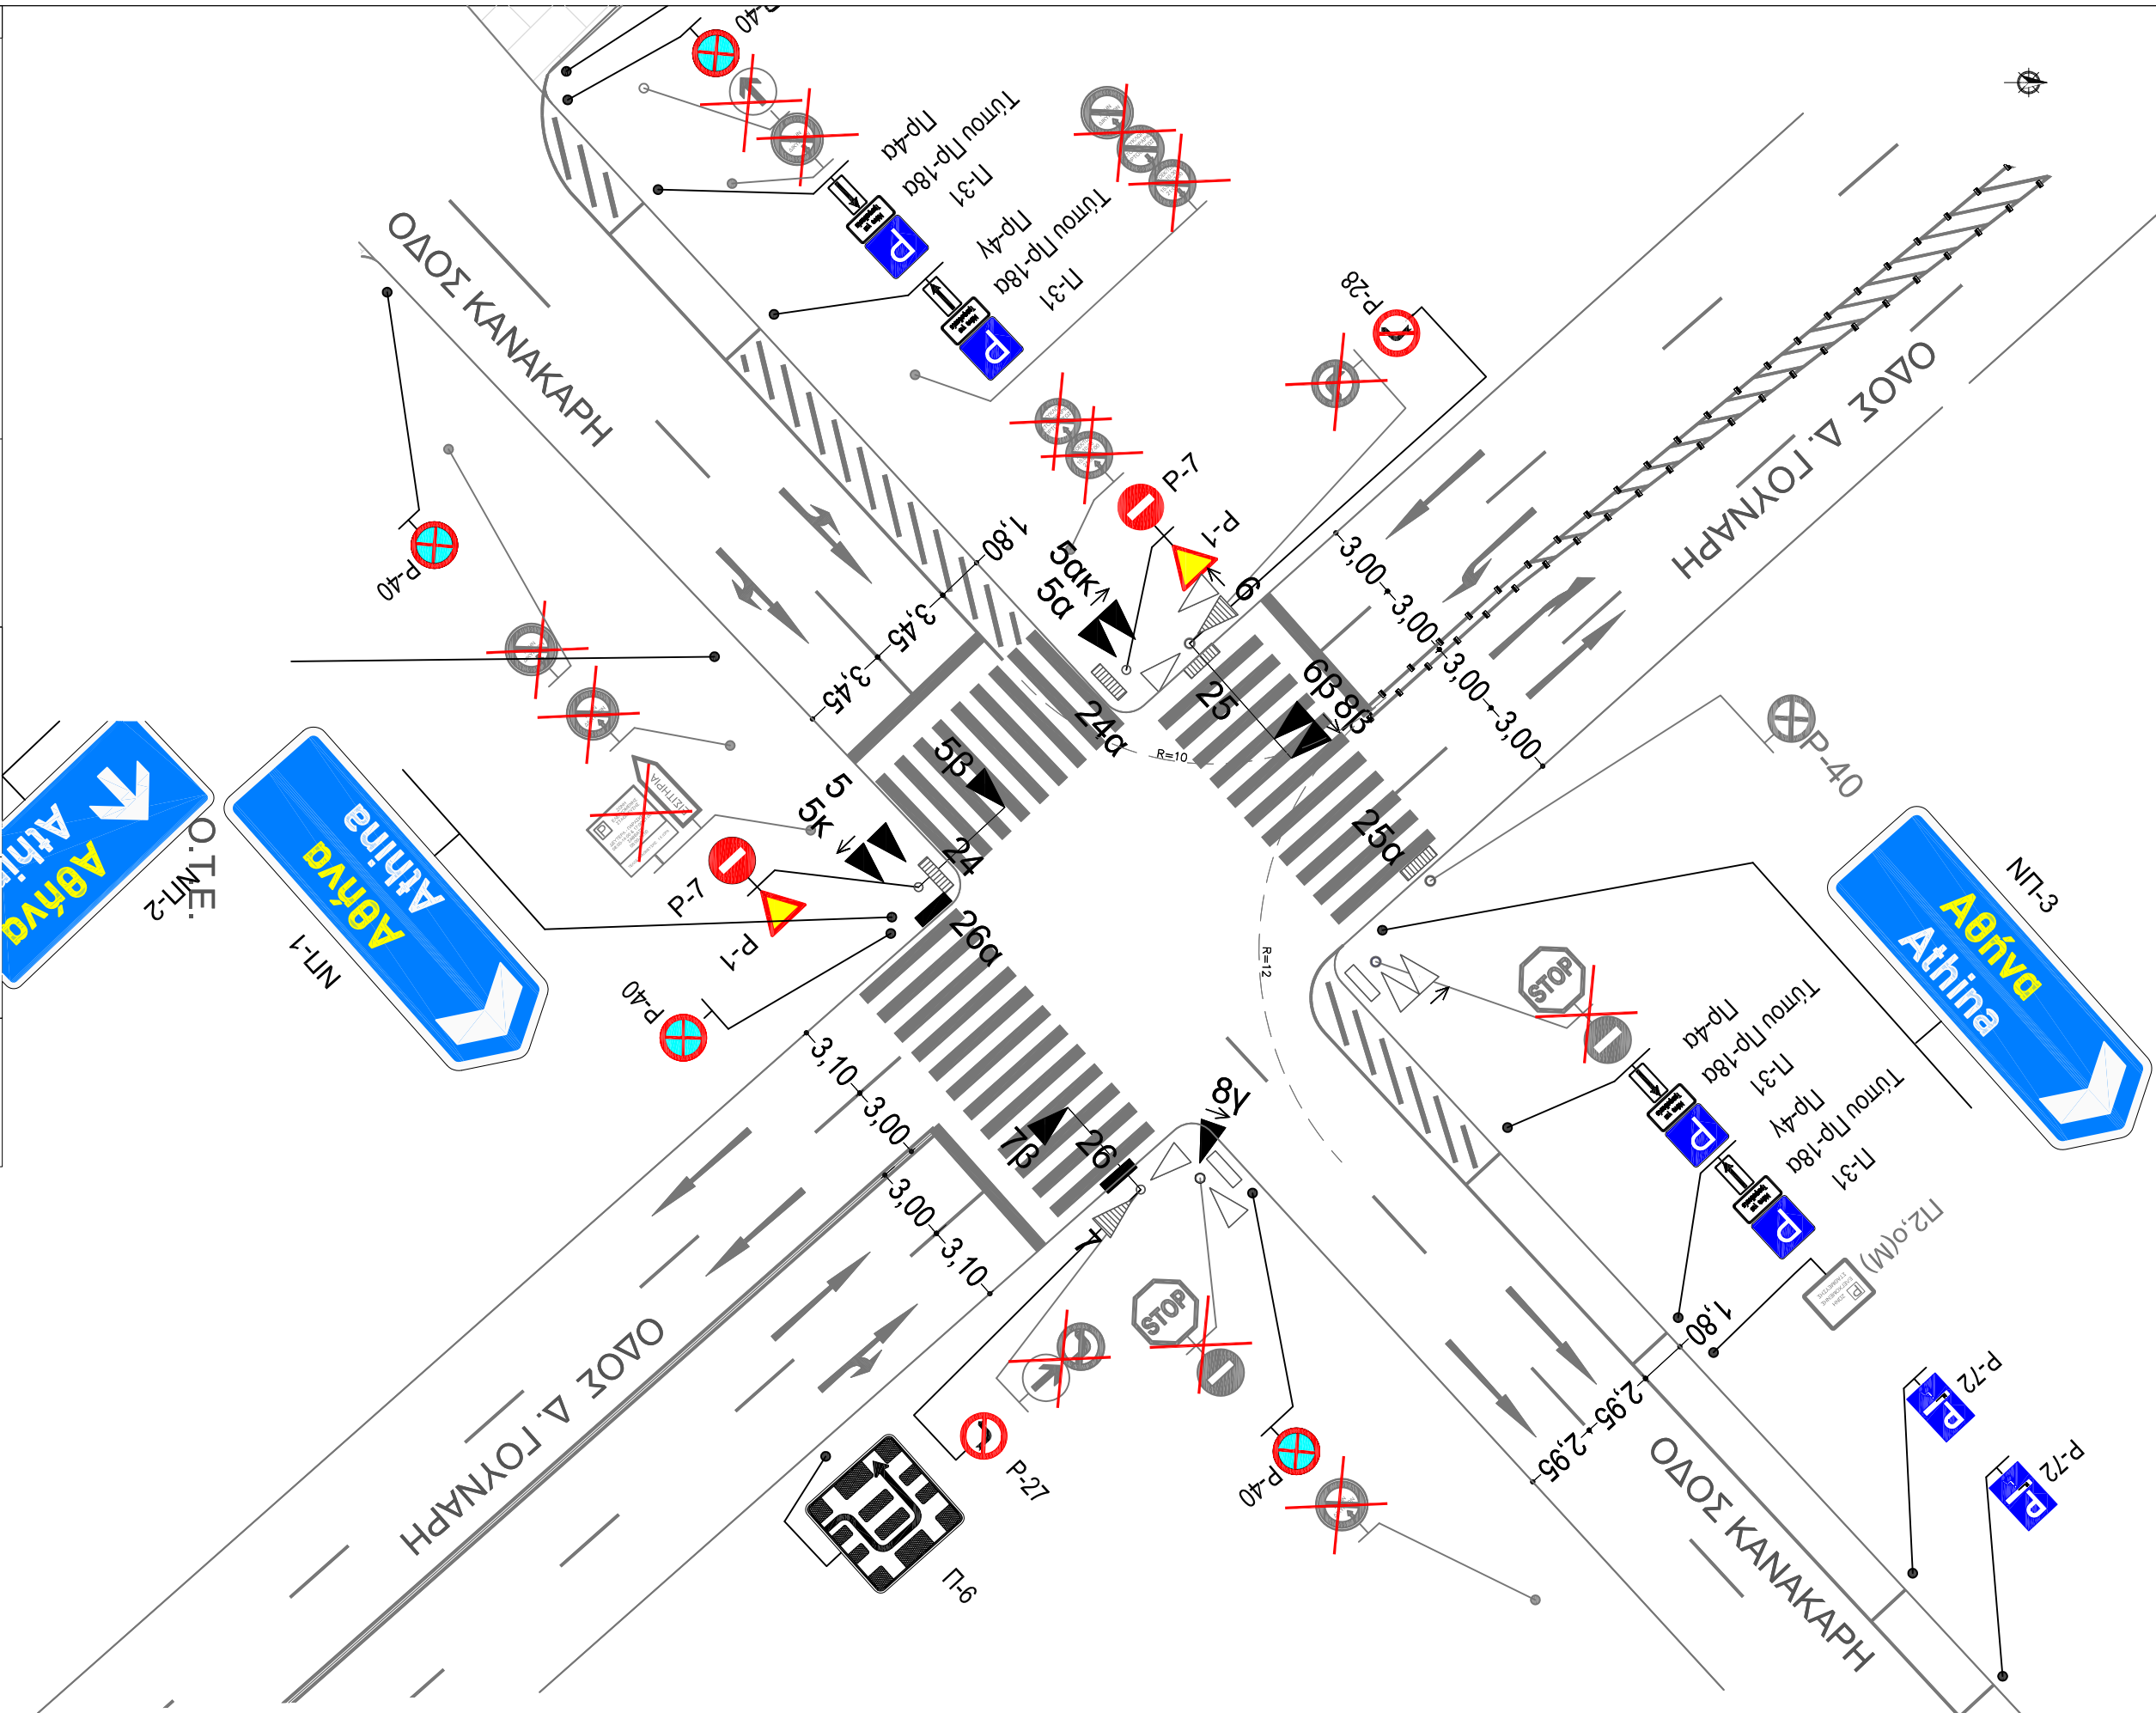 Ρ-40
Πρ-4α
Τύπου Πρ-18α
Π-31
Πρ-4γ
Τύπου Πρ-18α
Π-31
Ρ-28
ΟΔΟΣ ΚΑΝΑΚΑΡΗ
ΟΔΟΣ Δ. ΓΟΥΝΑΡΗ
P
P
Ρ-40
Ρ-7
Ρ-1
1,80
3,45
3,45
5ακ
5α
6
3,00
3,00
3,00
3,00
6β
8β
25
24α
R=10
5β
5
5κ
24
25α
Ρ-40
ΕΙΣΙΤΗΡΙΑ
Ρ-7
Ρ-1
26α
R=12
Ο.Τ.Ε.
Αθήνα
ΝΠ-2
Αθήνα
Athina
ΝΠ-1
Αθήνα
Athina
ΝΠ-3
STOP
Ρ-40
3,10
3,00
3,00
3,10
7β
26
7
8γ
Πρ-4α
Τύπου Πρ-18α
Π-31
Πρ-4γ
Τύπου Πρ-18α
Π-31
P
P
Π2,ο(Μ)
P
1,80
2,95
2,95
STOP
Ρ-27
Ρ-40
Π-9
Ρ-72
Ρ-72
ΟΔΟΣ Δ. ΓΟΥΝΑΡΗ
ΟΔΟΣ ΚΑΝΑΚΑΡΗ